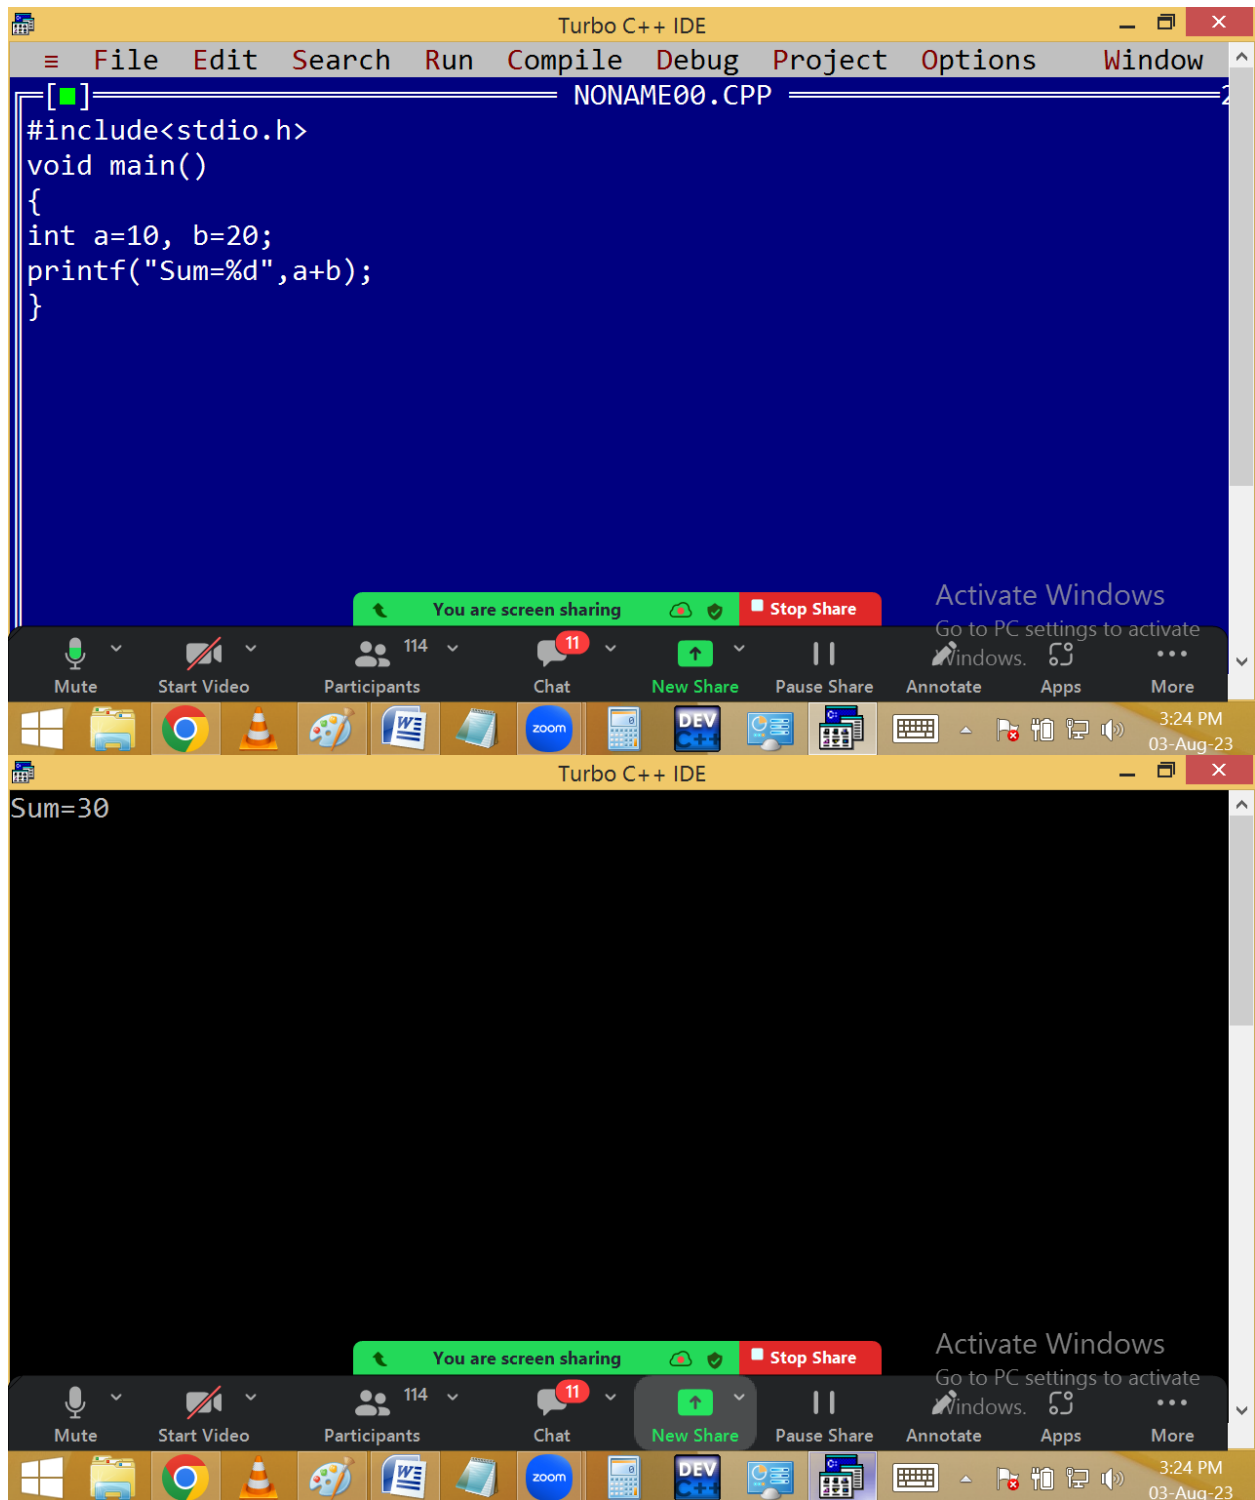 Turbo C++ IDE
≡ File Edit Search Run Compile Debug Project Options Window
[■] NONAME00.CPP 2
#include<stdio.h>
void main()
{
int a=10, b=20;
printf("Sum=%d",a+b);
}
Activate Windows
Go to PC settings to activate
Windows.
You are screen sharing Stop Share
114 11
Mute Start Video Participants Chat New Share Pause Share Annotate Apps More
zoom DEV C++ 3:24 PM
03-Aug-23
Turbo C++ IDE
Sum=30
Activate Windows
Go to PC settings to activate
Windows.
You are screen sharing Stop Share
114 11
Mute Start Video Participants Chat New Share Pause Share Annotate Apps More
zoom DEV C++ 3:24 PM
03-Aug-23